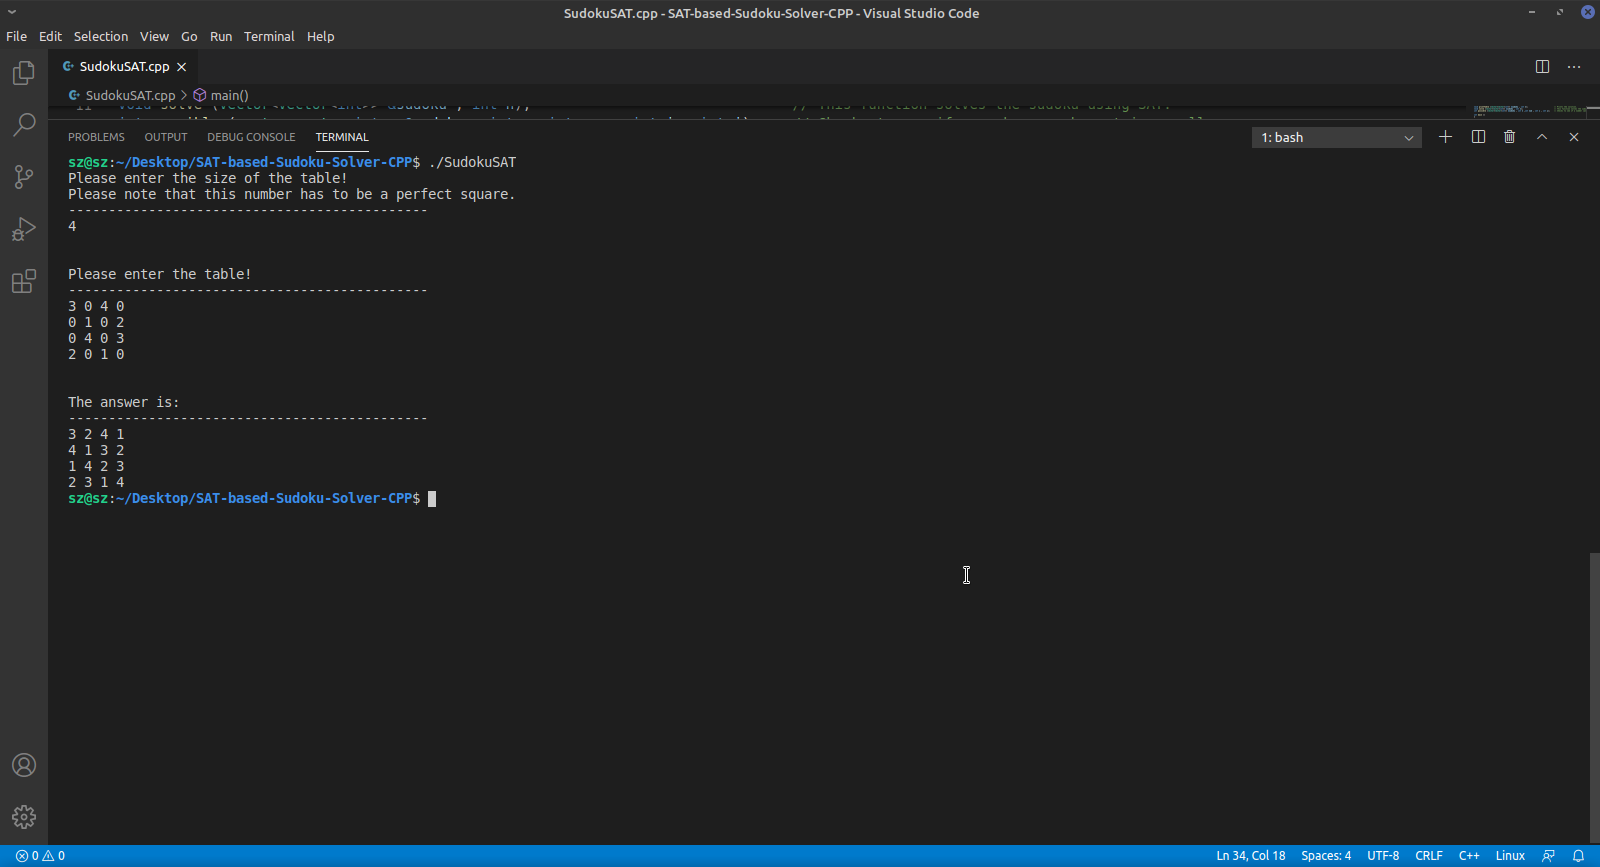 SudokuSAT.cpp - SAT-based-Sudoku-Solver-CPP - Visual Studio Code
File Edit Selection View Go Run Terminal Help
SudokuSAT.cpp
SudokuSAT.cpp > main()
PROBLEMS OUTPUT DEBUG CONSOLE TERMINAL 1: bash
sz@sz:~/Desktop/SAT-based-Sudoku-Solver-CPP$ ./SudokuSAT
Please enter the size of the table!
Please note that this number has to be a perfect square.
---------------------------------------------
4
Please enter the table!
---------------------------------------------
3 0 4 0
0 1 0 2
0 4 0 3
2 0 1 0
The answer is:
---------------------------------------------
3 2 4 1
4 1 3 2
1 4 2 3
2 3 1 4
sz@sz:~/Desktop/SAT-based-Sudoku-Solver-CPP$
0 0 Ln 34, Col 18 Spaces: 4 UTF-8 CRLF C++ Linux